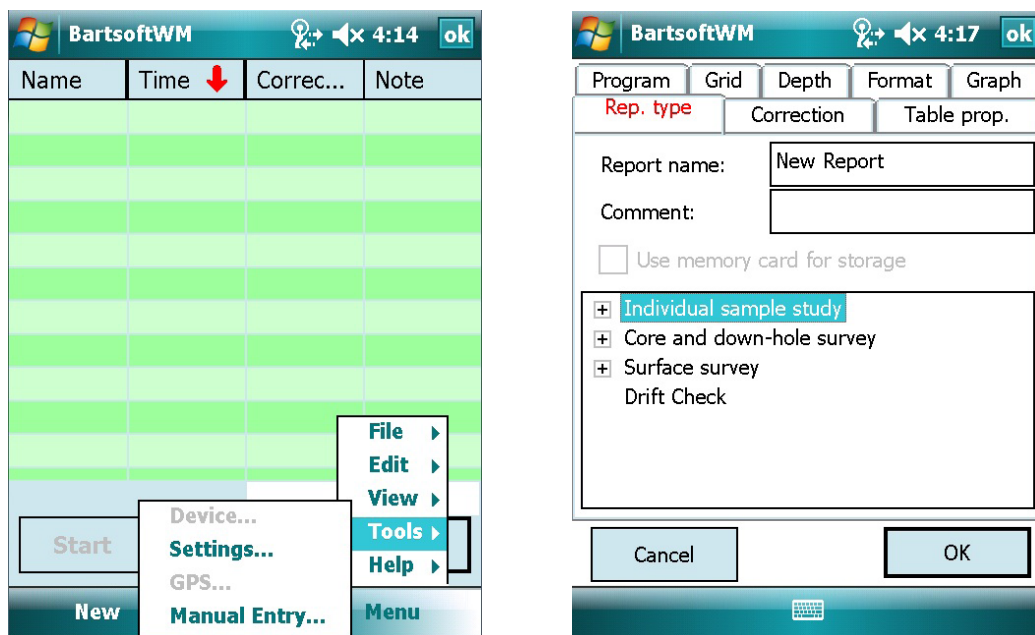 BartsoftWM 4:14 ok
Name Time Correc... Note
File
Edit
View
Tools
Help
Device...
Settings...
GPS...
Manual Entry...
Start
New Menu
BartsoftWM 4:17 ok
Program Grid Depth Format Graph
Rep. type Correction Table prop.
Report name: New Report
Comment:
Use memory card for storage
Individual sample study
Core and down-hole survey
Surface survey
Drift Check
Cancel OK